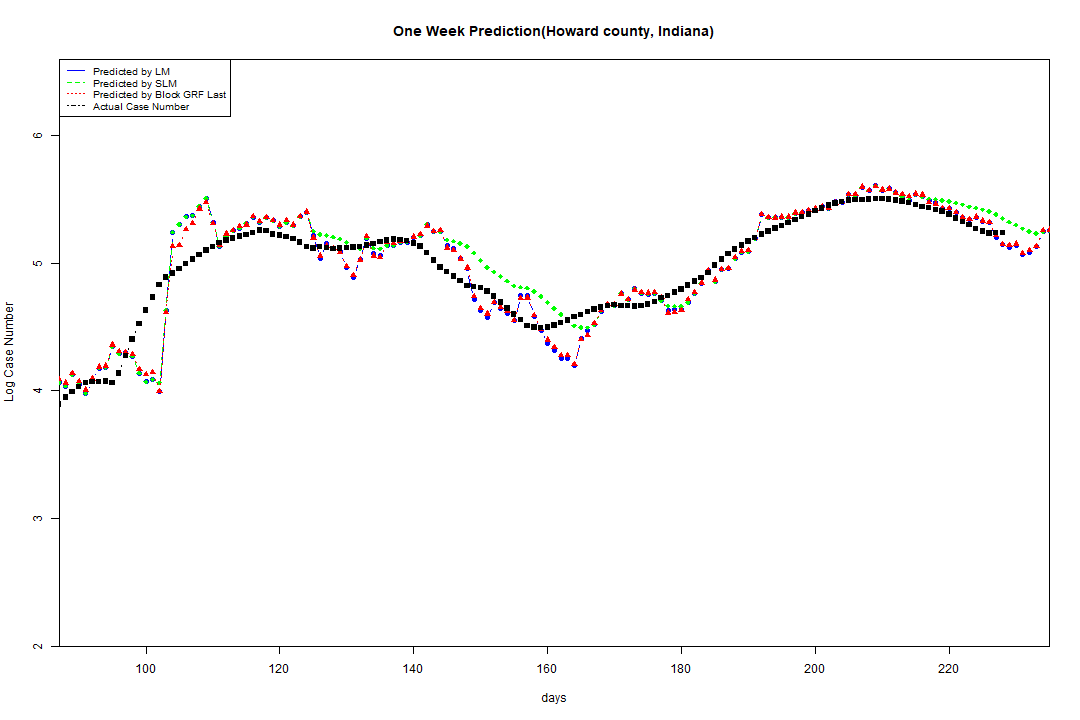 One Week Prediction(Howard county, Indiana)
Predicted by LM
Predicted by SLM
Predicted by Block GRF Last
Actual Case Number
6
5
4
3
2
Log Case Number
100 120 140 160 180 200 220
days